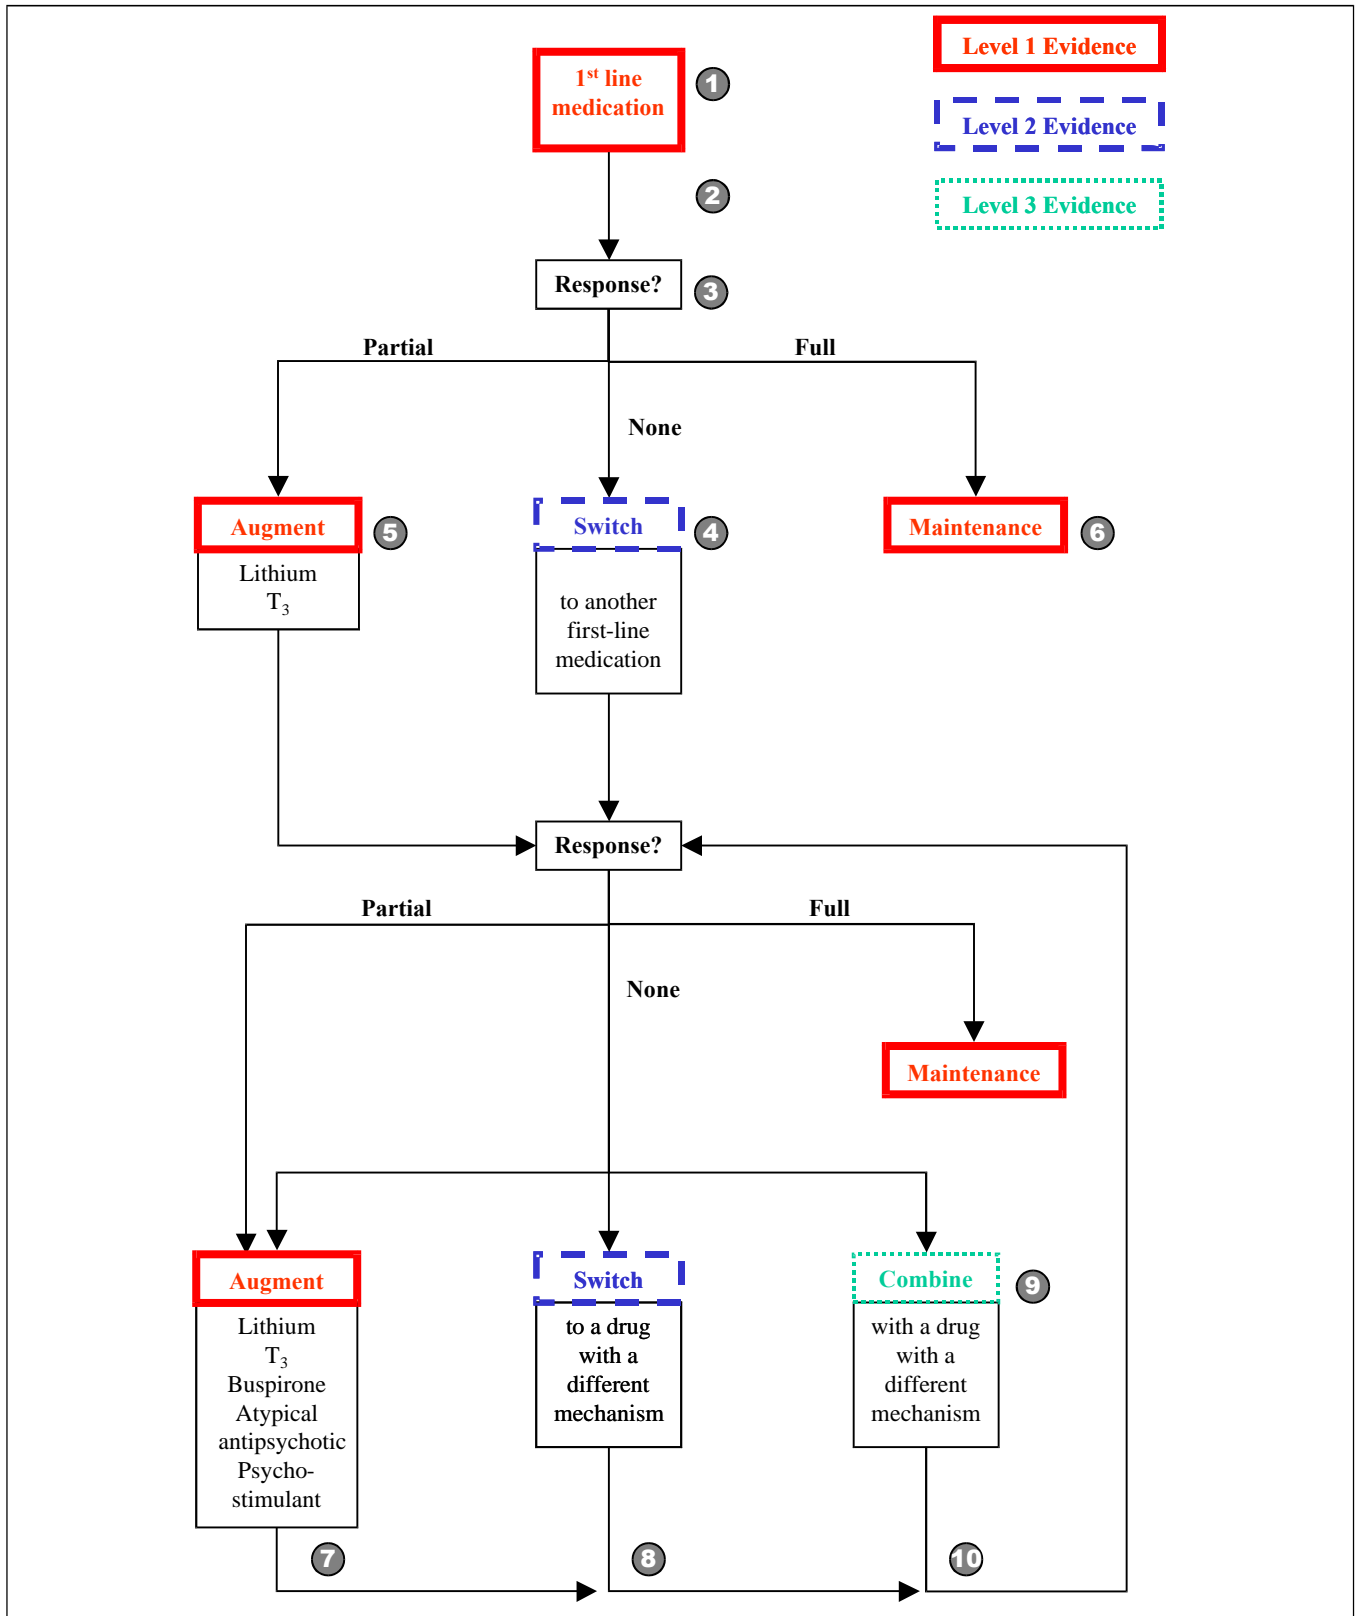 Level 1 Evidence
Level 2 Evidence
Level 3 Evidence
1st line
medication
1
2
Response?
3
Partial
Full
None
Augment
5
Lithium
T3
Switch
4
to another
first-line
medication
Maintenance
6
Response?
Partial
Full
None
Maintenance
Augment
Lithium
T3
Buspirone
Atypical
antipsychotic
Psycho-
stimulant
Switch
to a drug
with a
different
mechanism
Combine
9
with a drug
with a
different
mechanism
7
8
10